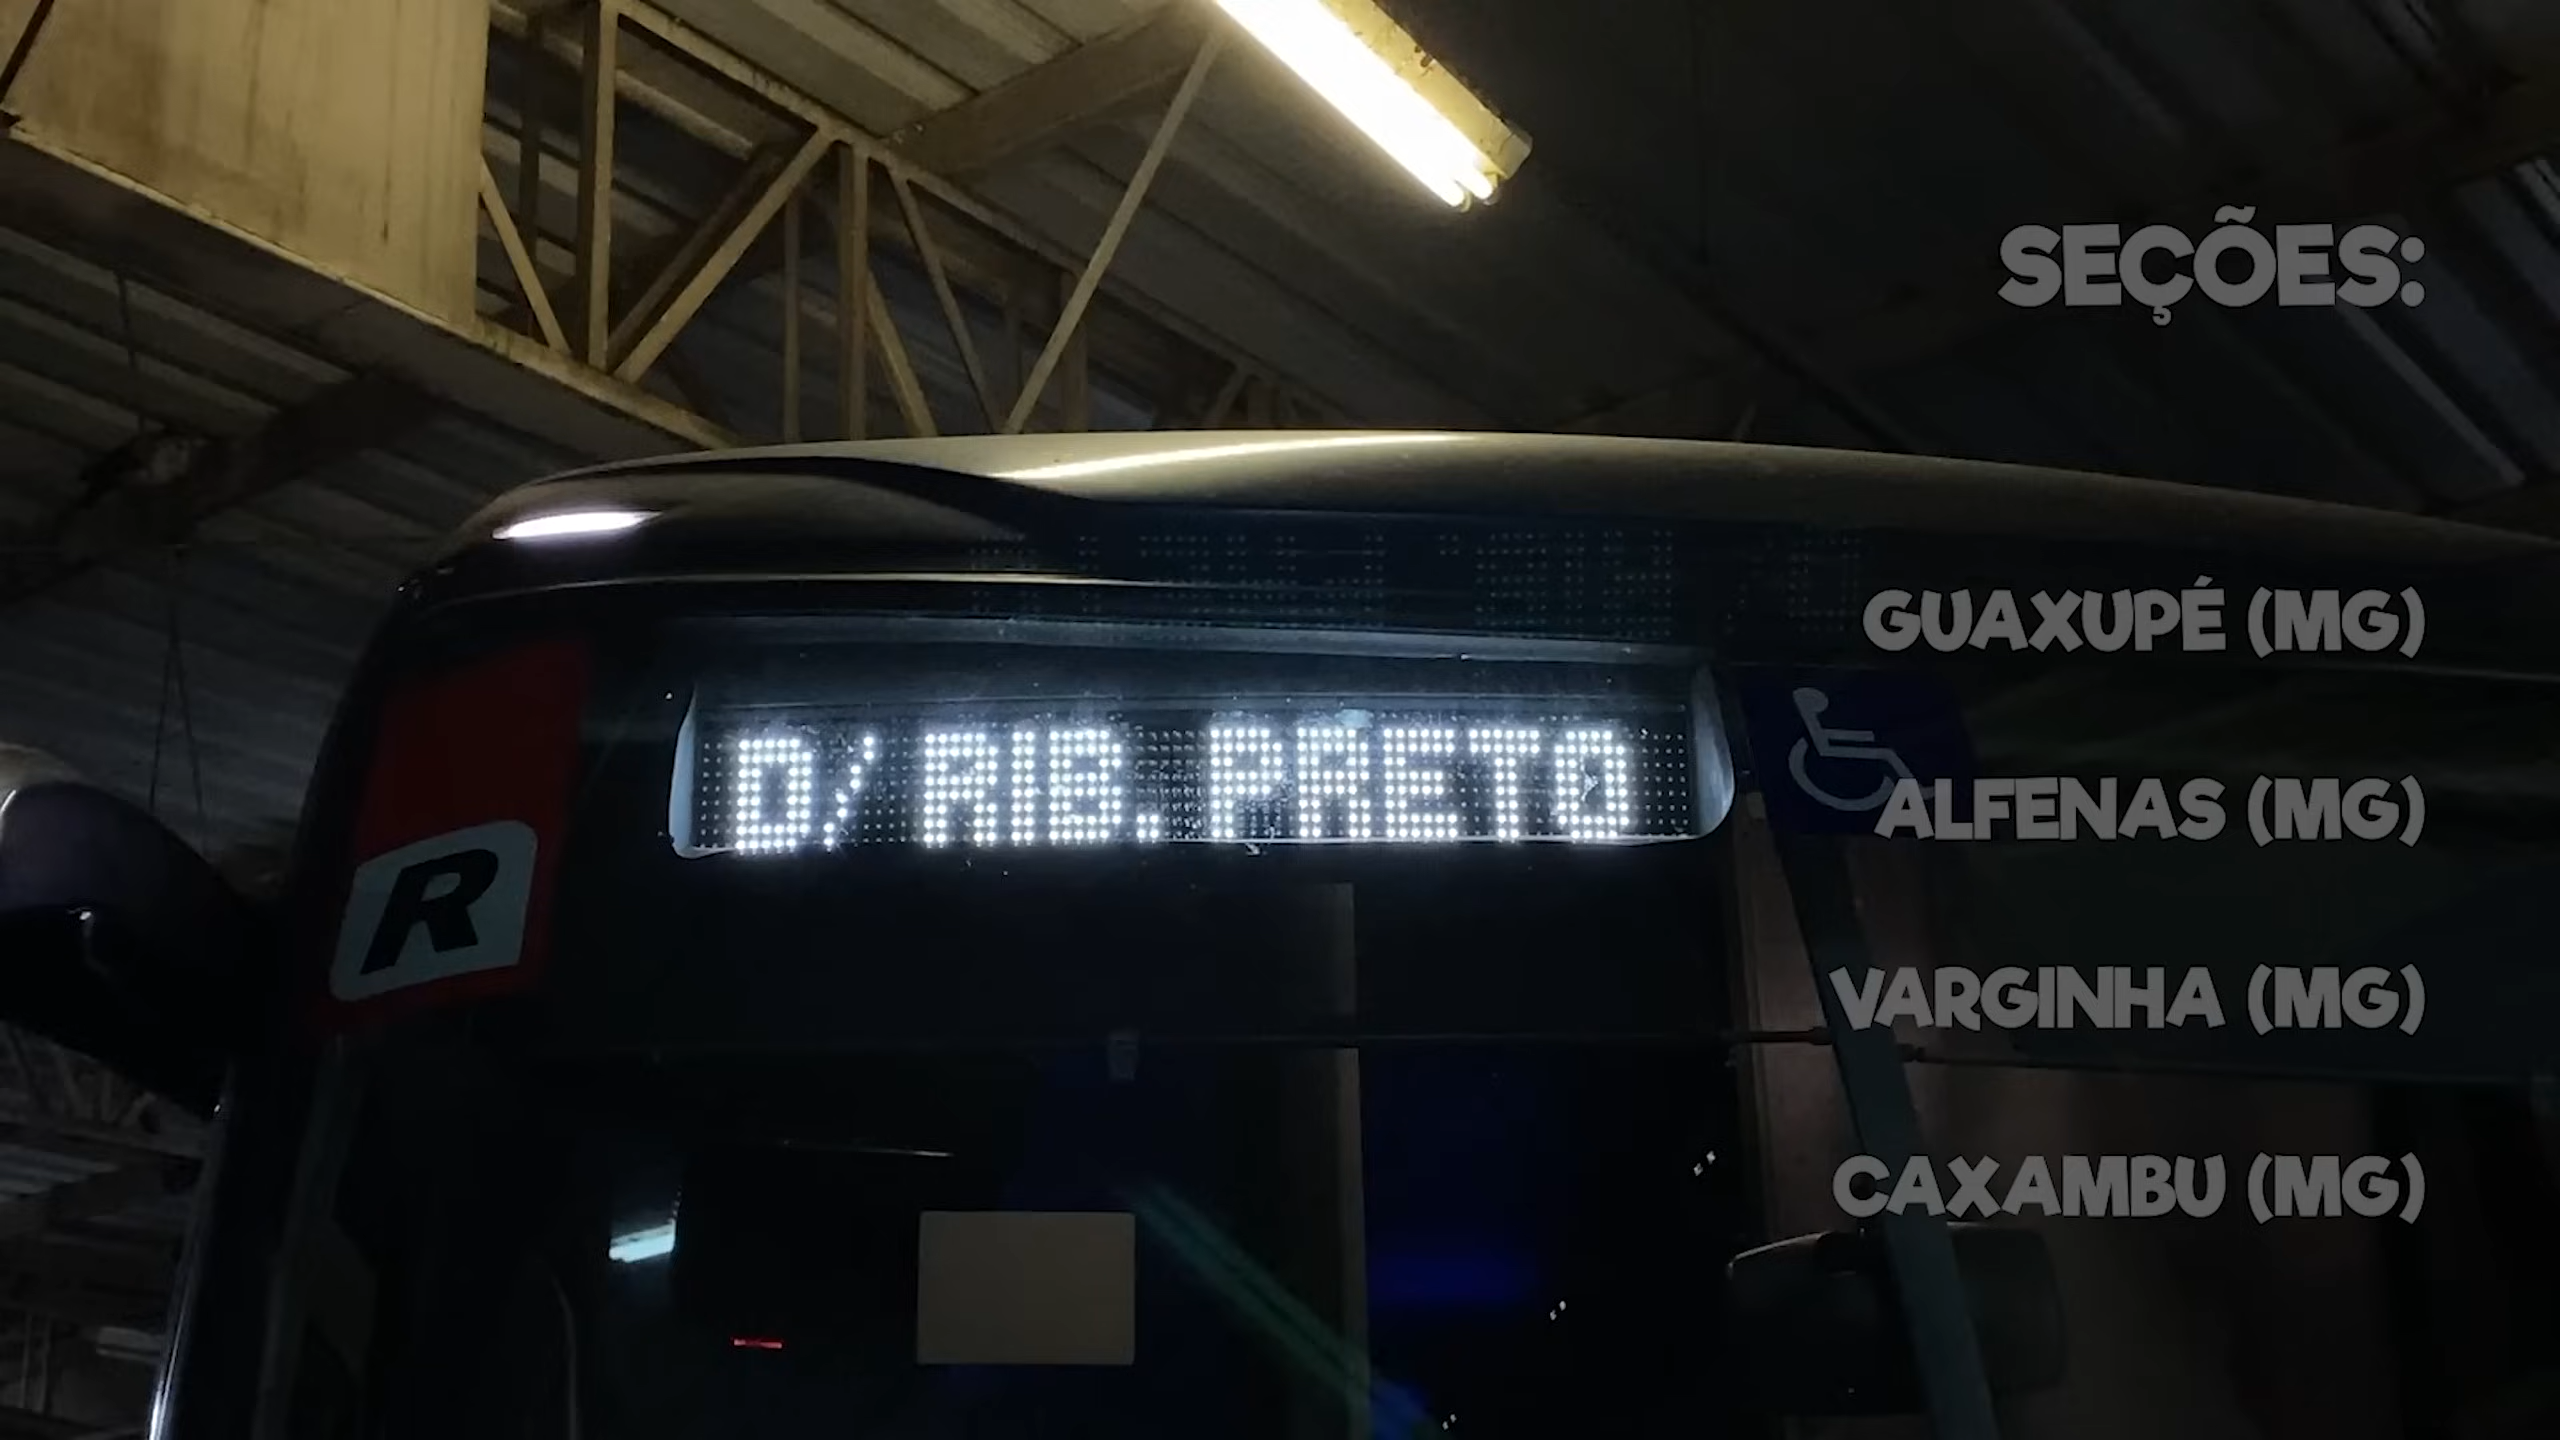 SEÇÕES:
GUAXUPÉ (MG)
D/ RIB. PRETO
ALFENAS (MG)
R
VARGINHA (MG)
CAXAMBU (MG)